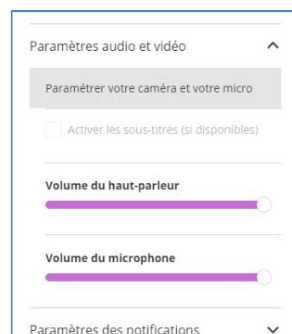 Paramètres audio et vidéo
Paramétrer votre caméra et votre micro
Activer les sous-titres (si disponibles)
Volume du haut-parleur
Volume du microphone
Paramètres des notifications